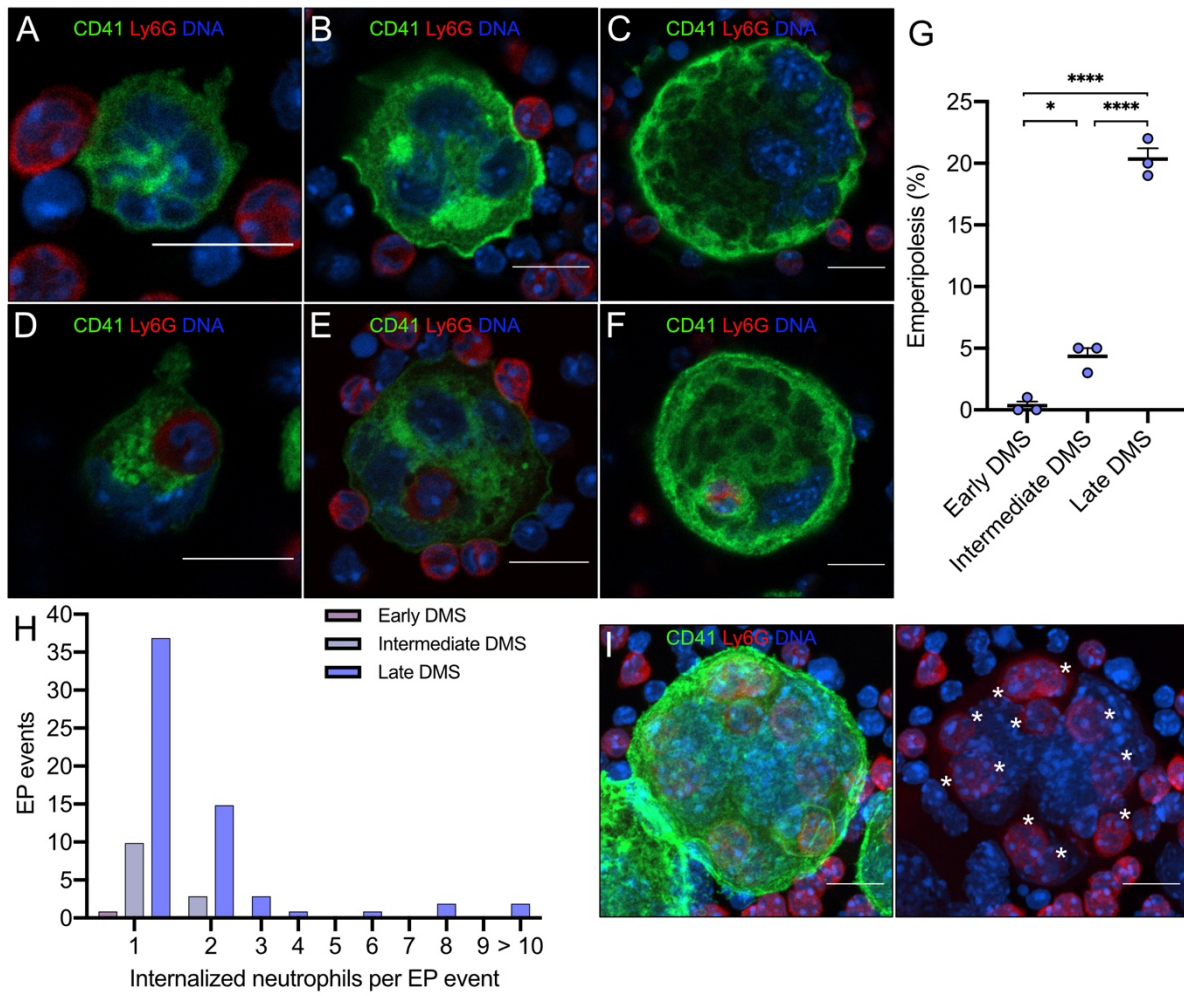 A
CD41 Ly6G DNA
B
CD41 Ly6G DNA
C
CD41 Ly6G DNA
D
CD41 Ly6G DNA
E
CD41 Ly6G DNA
F
CD41 Ly6G DNA
G
****
* ****
25
20
15
10
5
0
Emperipolesis (%)
Early DMS
Intermediate DMS
Late DMS
H
Early DMS
Intermediate DMS
Late DMS
40
35
30
25
20
15
10
5
0
EP events
1 2 3 4 5 6 7 8 9 > 10
Internalized neutrophils per EP event
I
CD41 Ly6G DNA
* * * * * * * * * * * *